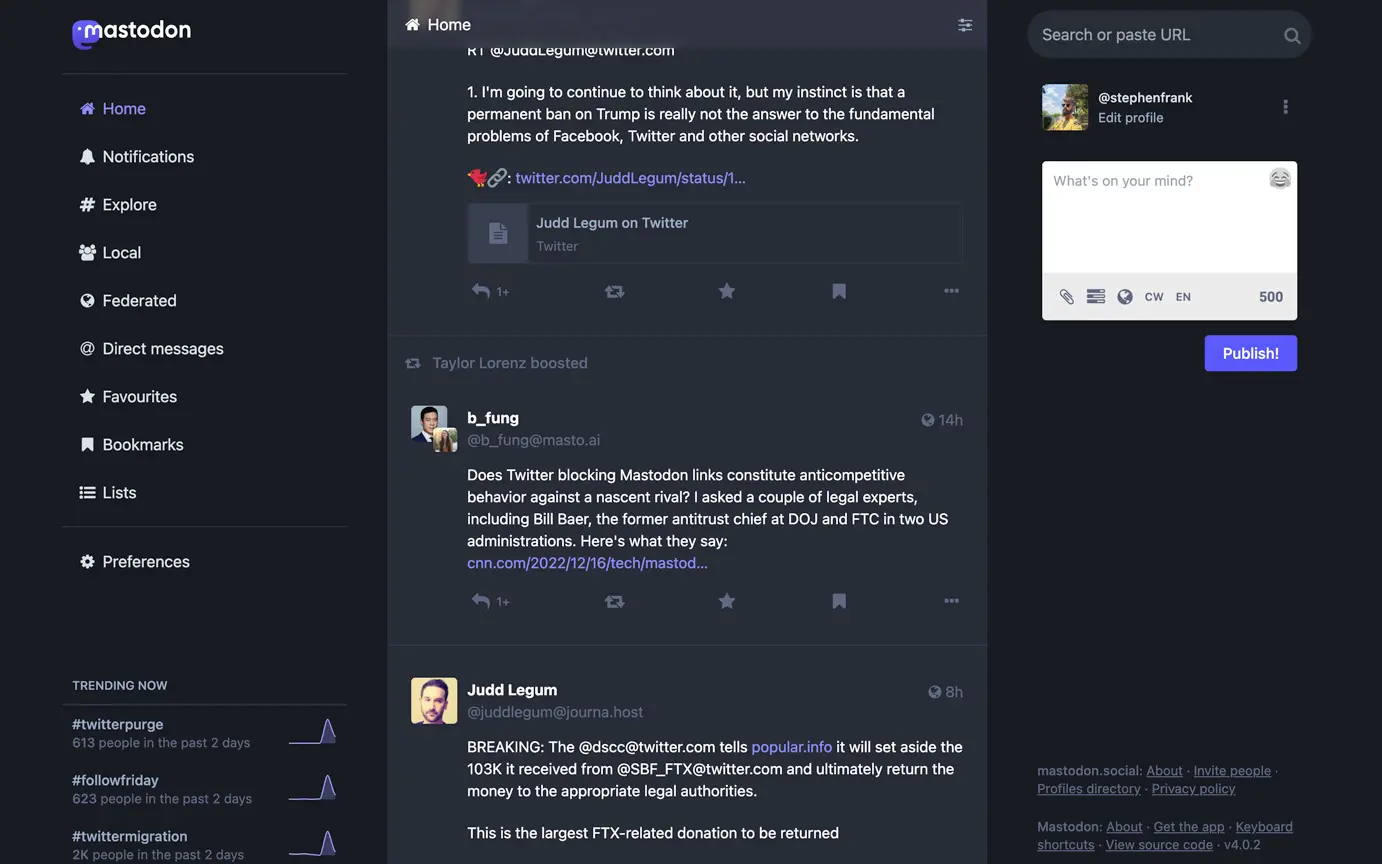 mastodon
Home
Notifications
Explore
Local
Federated
@ Direct messages
Favourites
Bookmarks
Lists
Preferences
TRENDING NOW
#twitterpurge
613 people in the past 2 days
#followfriday
623 people in the past 2 days
#twittermigration
2K people in the past 2 days
Home
RT @JuddLegum@twitter.com
1. I'm going to continue to think about it, but my instinct is that a
permanent ban on Trump is really not the answer to the fundamental
problems of Facebook, Twitter and other social networks.
🐦🔗: twitter.com/JuddLegum/status/1...
Judd Legum on Twitter
Twitter
1+
Taylor Lorenz boosted
b_fung
14h
@b_fung@masto.ai
Does Twitter blocking Mastodon links constitute anticompetitive
behavior against a nascent rival? I asked a couple of legal experts,
including Bill Baer, the former antitrust chief at DOJ and FTC in two US
administrations. Here's what they say:
cnn.com/2022/12/16/tech/mastod...
1+
Judd Legum
8h
@juddlegum@journa.host
BREAKING: The @dscc@twitter.com tells popular.info it will set aside the
103K it received from @SBF_FTX@twitter.com and ultimately return the
money to the appropriate legal authorities.
This is the largest FTX-related donation to be returned
Search or paste URL
@stephenfrank
Edit profile
What's on your mind?
CW EN 500
Publish!
mastodon.social: About · Invite people ·
Profiles directory · Privacy policy
Mastodon: About · Get the app · Keyboard
shortcuts · View source code · v4.0.2